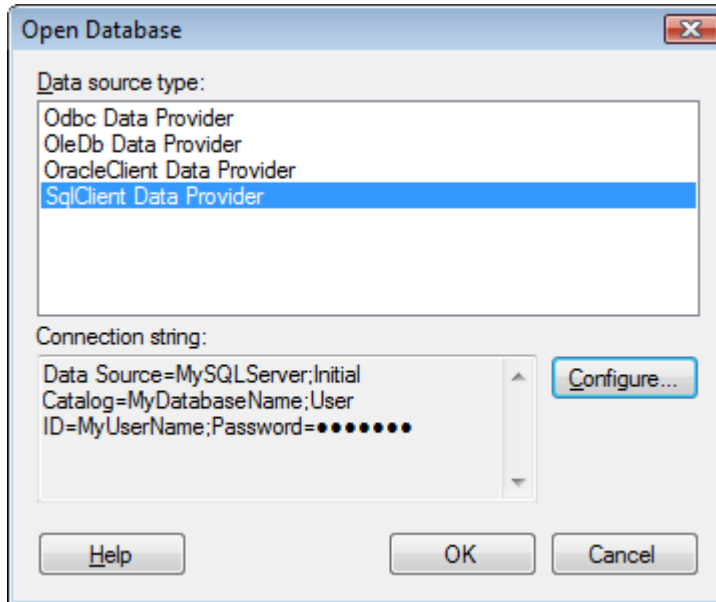 Open Database
Data source type:
Odbc Data Provider
OleDb Data Provider
OracleClient Data Provider
SqlClient Data Provider
Connection string:
Data Source=MySQLServer;Initial
Catalog=MyDatabaseName;User
ID=MyUserName;Password=●●●●●●●
Configure...
Help
OK
Cancel